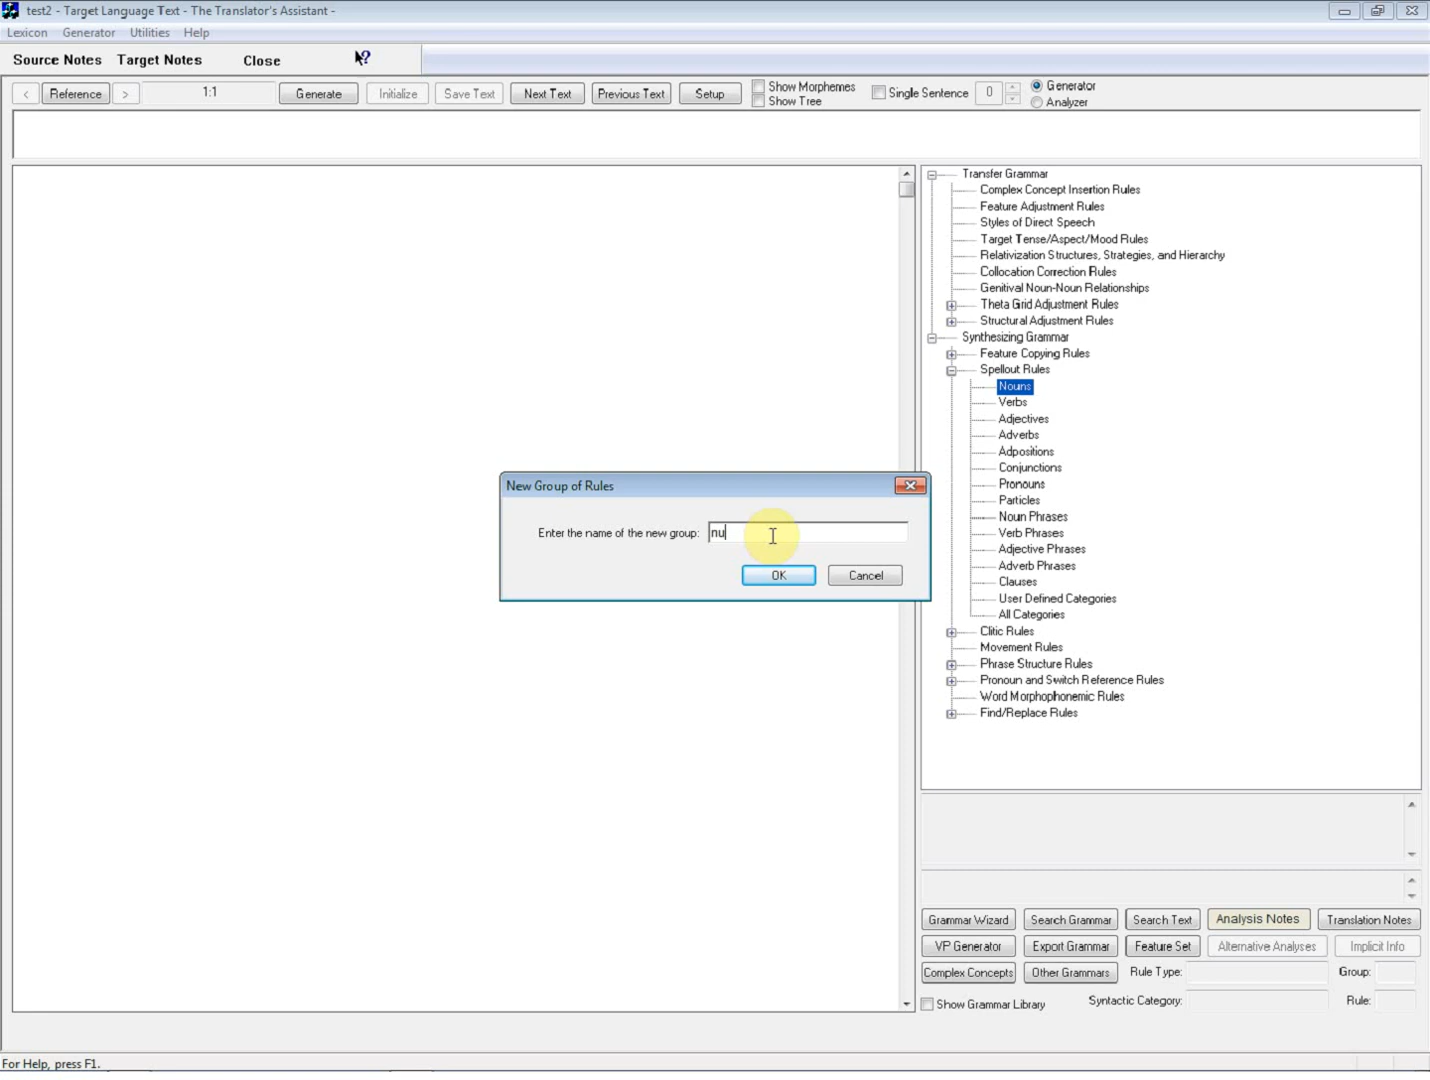 test2 - Target Language Text - The Translator's Assistant -
Lexicon Generator Utilities Help
Source Notes Target Notes Close ?
< Reference > 1:1 Generate Initialize Save Text Next Text Previous Text Setup Show Morphemes Single Sentence 0 Generator
Show Tree Analyzer
Transfer Grammar
Complex Concept Insertion Rules
Feature Adjustment Rules
Styles of Direct Speech
Target Tense/Aspect/Mood Rules
Relativization Structures, Strategies, and Hierarchy
Collocation Correction Rules
Genitival Noun-Noun Relationships
Theta Grid Adjustment Rules
Structural Adjustment Rules
Synthesizing Grammar
Feature Copying Rules
Spellout Rules
Nouns
Verbs
Adjectives
Adverbs
Adpositions
Conjunctions
Pronouns
Particles
Noun Phrases
Verb Phrases
Adjective Phrases
Adverb Phrases
Clauses
User Defined Categories
All Categories
Clitic Rules
Movement Rules
Phrase Structure Rules
Pronoun and Switch Reference Rules
Word Morphophonemic Rules
Find/Replace Rules
New Group of Rules
Enter the name of the new group: nu
OK Cancel
Grammar Wizard Search Grammar Search Text Analysis Notes Translation Notes
VP Generator Export Grammar Feature Set Alternative Analyses Implicit Info
Complex Concepts Other Grammars Rule Type: Group:
Show Grammar Library Syntactic Category: Rule:
For Help, press F1.